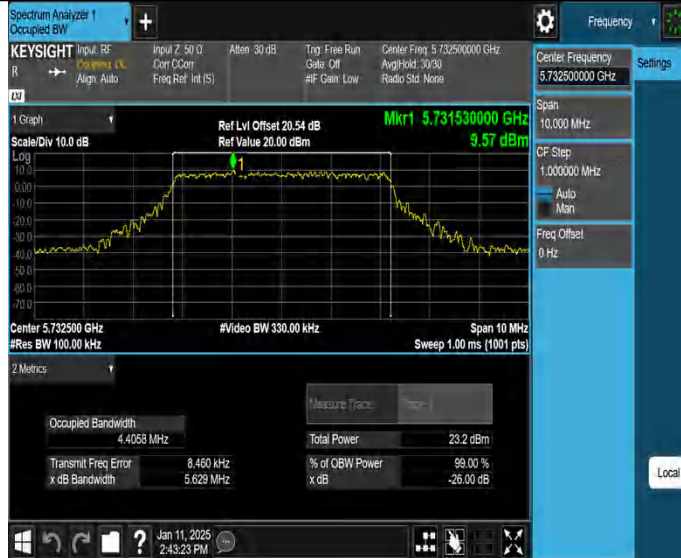 Spectrum Analyzer 1
Occupied BW
Frequency
KEYSIGHT
Input: RF
Input Z: 50 Ω
Atten: 30 dB
Trig: Free Run
Center Freq: 5.732500000 GHz
R
Corr CCorr
Gate: Off
Avg|Hold: 30/30
Align: Auto
Freq Ref: Int (S)
#IF Gain: Low
Radio Std: None
LXI
Center Frequency
5.732500000 GHz
Settings
Span
10.000 MHz
CF Step
1.000000 MHz
Auto
Man
Freq Offset
0 Hz
1 Graph
Scale/Div 10.0 dB
Ref Lvl Offset 20.54 dB
Ref Value 20.00 dBm
Mkr1 5.731530000 GHz
9.57 dBm
Log
10.0
0.00
-10.0
-20.0
-30.0
-40.0
-50.0
-60.0
-70.0
1
Center 5.732500 GHz
#Video BW 330.00 kHz
Span 10 MHz
#Res BW 100.00 kHz
Sweep 1.00 ms (1001 pts)
2 Metrics
Measure Trace
Trace 1
Occupied Bandwidth
4.4058 MHz
Total Power
23.2 dBm
Transmit Freq Error
8.460 kHz
% of OBW Power
99.00 %
x dB Bandwidth
5.629 MHz
x dB
-26.00 dB
Local
?
Jan 11, 2025
2:43:23 PM